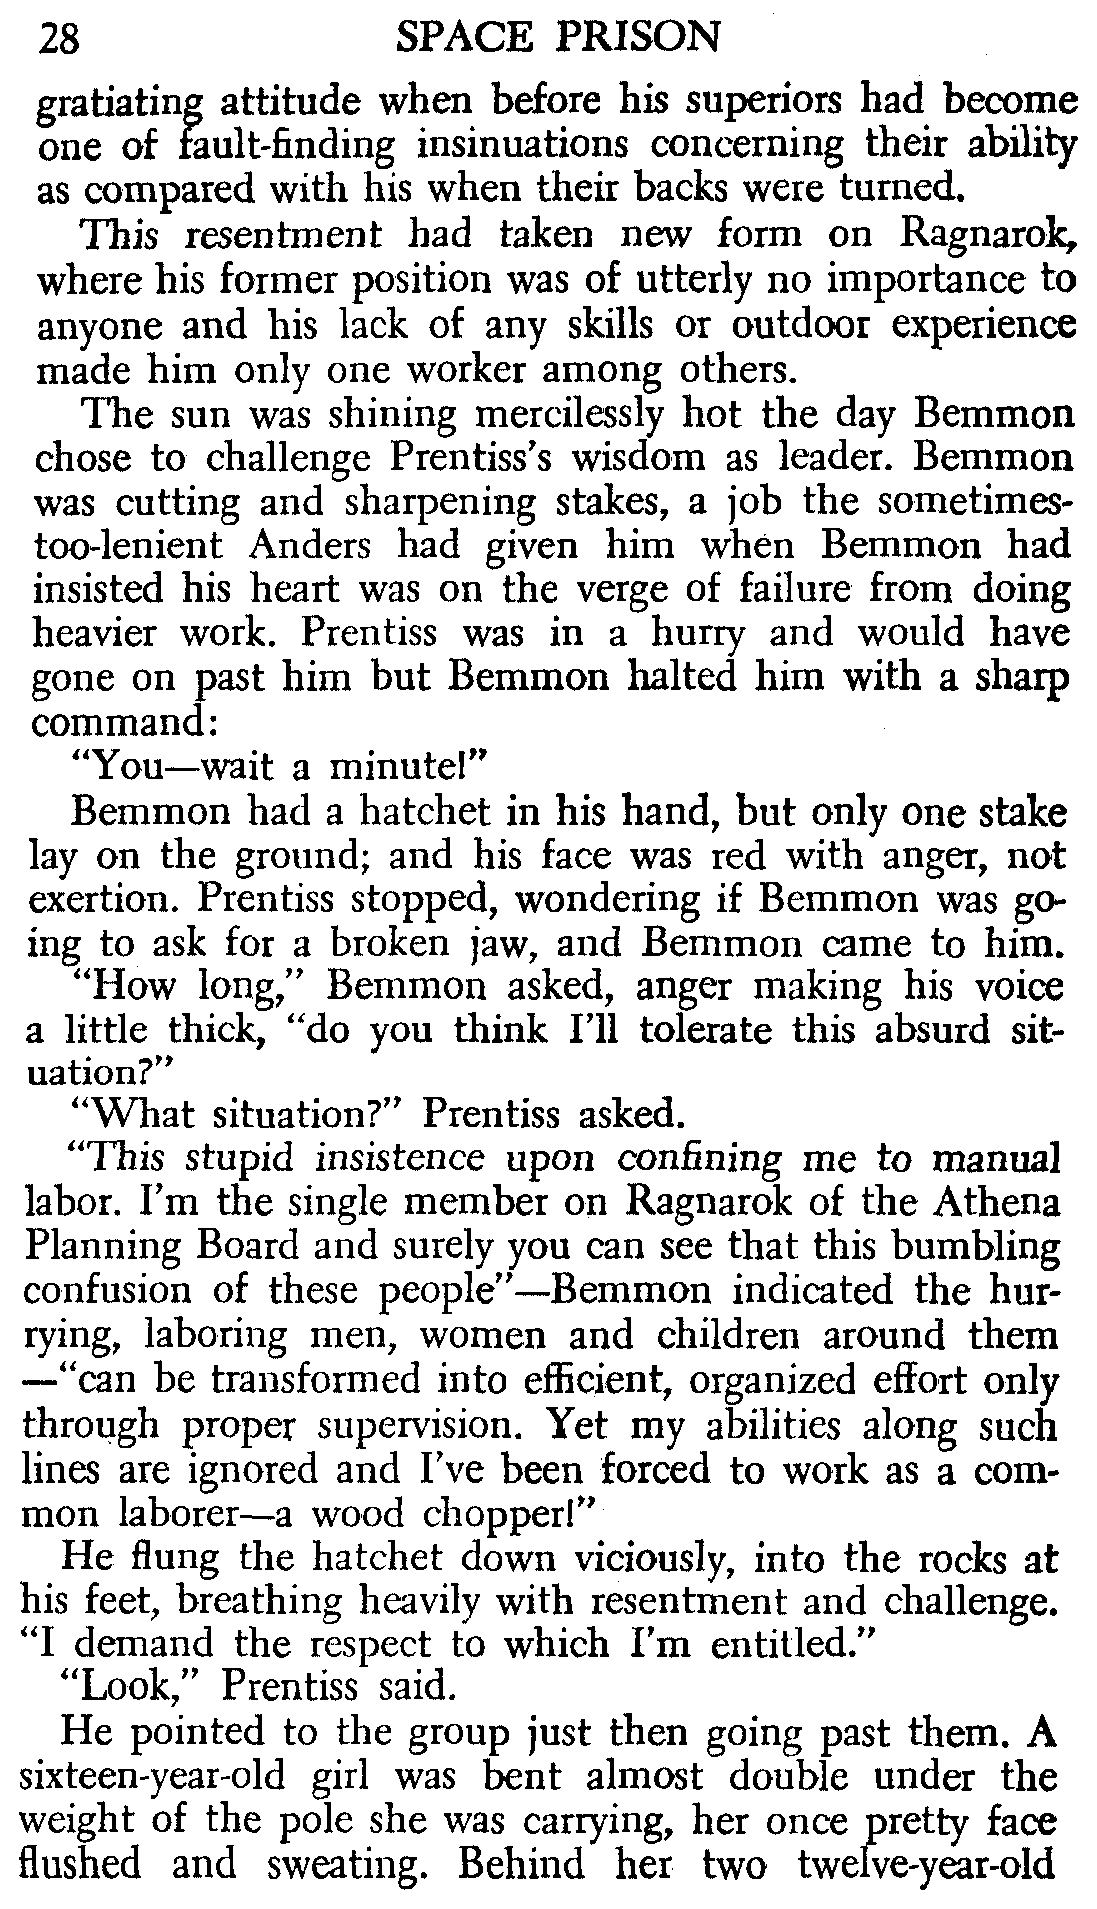 28 SPACE PRISON
gratiating attitude when before his superiors had become
one of fault-finding insinuations concerning their ability
as compared with his when their backs were turned.
This resentment had taken new form on Ragnarok,
where his former position was of utterly no importance to
anyone and his lack of any skills or outdoor experience
made him only one worker among others.
The sun was shining mercilessly hot the day Bemmon
chose to challenge Prentiss's wisdom as leader. Bemmon
was cutting and sharpening stakes, a job the sometimes-
too-lenient Anders had given him when Bemmon had
insisted his heart was on the verge of failure from doing
heavier work. Prentiss was in a hurry and would have
gone on past him but Bemmon halted him with a sharp
command:
"You—wait a minute!"
Bemmon had a hatchet in his hand, but only one stake
lay on the ground; and his face was red with anger, not
exertion. Prentiss stopped, wondering if Bemmon was go-
ing to ask for a broken jaw, and Bemmon came to him.
"How long," Bemmon asked, anger making his voice
a little thick, "do you think I'll tolerate this absurd sit-
uation?"
"What situation?" Prentiss asked.
"This stupid insistence upon confining me to manual
labor. I'm the single member on Ragnarok of the Athena
Planning Board and surely you can see that this bumbling
confusion of these people"—Bemmon indicated the hur-
rying, laboring men, women and children around them
—"can be transformed into efficient, organized effort only
through proper supervision. Yet my abilities along such
lines are ignored and I've been forced to work as a com-
mon laborer—a wood chopper!"
He flung the hatchet down viciously, into the rocks at
his feet, breathing heavily with resentment and challenge.
"I demand the respect to which I'm entitled."
"Look," Prentiss said.
He pointed to the group just then going past them. A
sixteen-year-old girl was bent almost double under the
weight of the pole she was carrying, her once pretty face
flushed and sweating. Behind her two twelve-year-old